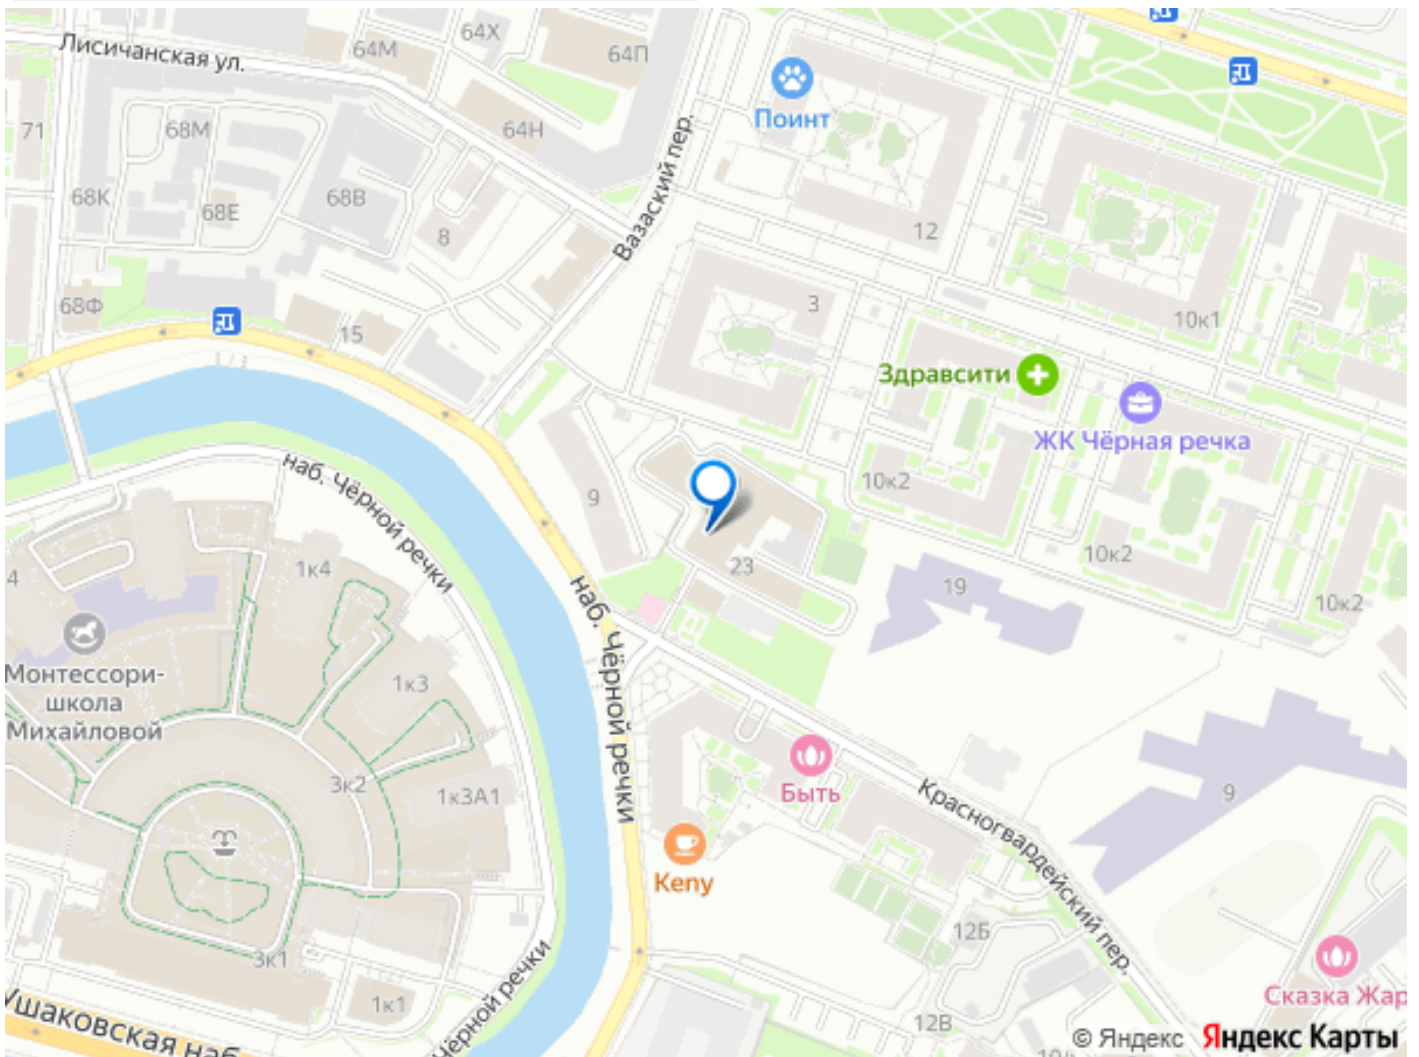 Лисичанская ул.
64М
64Х
64П
71
68М
64Н
Поинт
68К
68Е
68В
8
Вазаский пер.
12
68Ф
15
3
10к1
Здравсити
ЖК Чёрная речка
наб. Чёрной речки
9
10к2
23
10к2
19
10к2
4
1к4
наб. Чёрной речки
Монтессори-
школа
Михайловой
1к3
3к2
1к3А1
Быть
Keny
Красногвардейский пер.
9
12Б
3к1
1к1
Чёрной речки
Ушаковская наб.
12В
Сказка Жар
© Яндекс Яндекс Карты